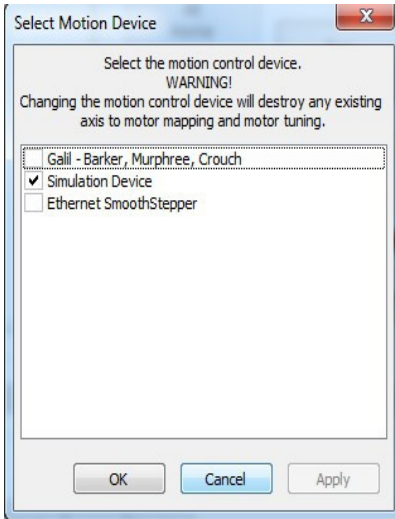 Select Motion Device
X
Select the motion control device.
WARNING!
Changing the motion control device will destroy any existing
axis to motor mapping and motor tuning.
Galil - Barker, Murphree, Crouch
Simulation Device
Ethernet SmoothStepper
OK Cancel Apply